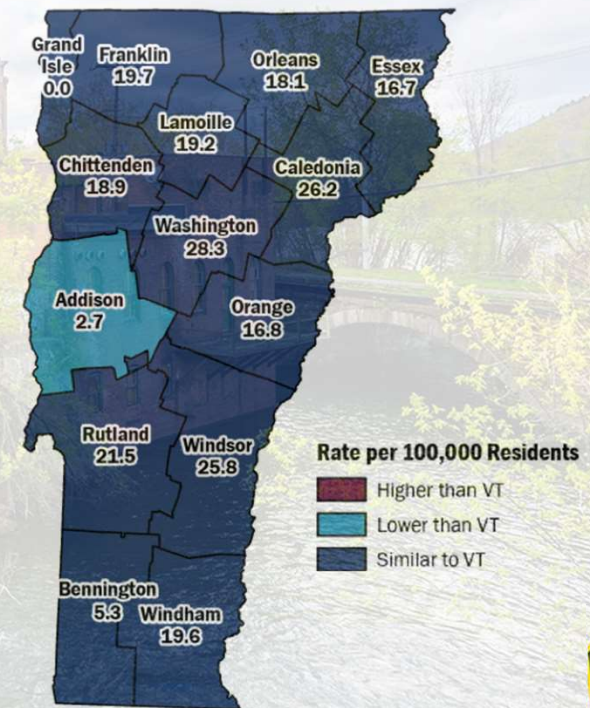 Grand
Isle
0.0
Franklin
19.7
Orleans
18.1
Essex
16.7
Lamoille
19.2
Chittenden
18.9
Caledonia
26.2
Washington
28.3
Addison
2.7
Orange
16.8
Rutland
21.5
Windsor
25.8
Bennington
5.3
Windham
19.6
Rate per 100,000 Residents
Higher than VT
Lower than VT
Similar to VT